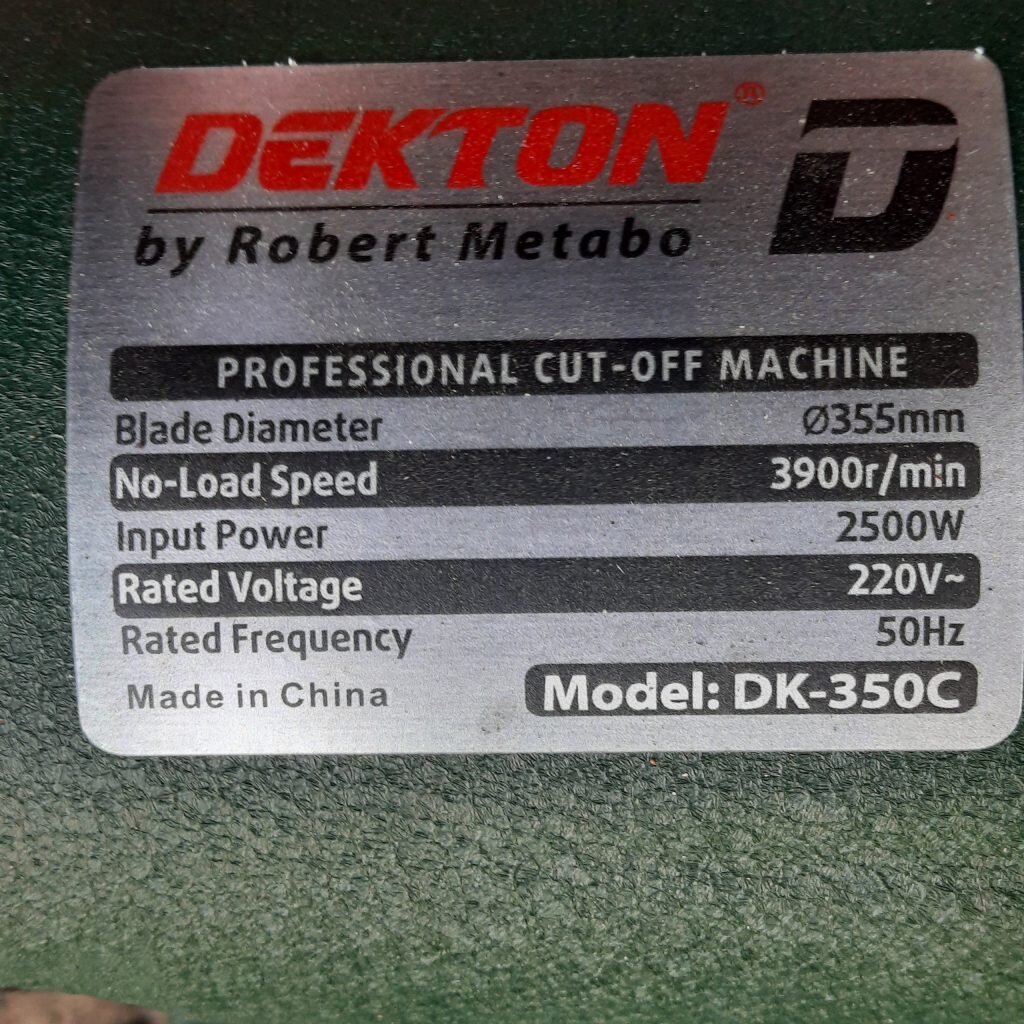 DEKTON®
by Robert Metabo
PROFESSIONAL CUT-OFF MACHINE
Blade Diameter Ø355mm
No-Load Speed 3900r/min
Input Power 2500W
Rated Voltage 220V~
Rated Frequency 50Hz
Made in China Model: DK-350C